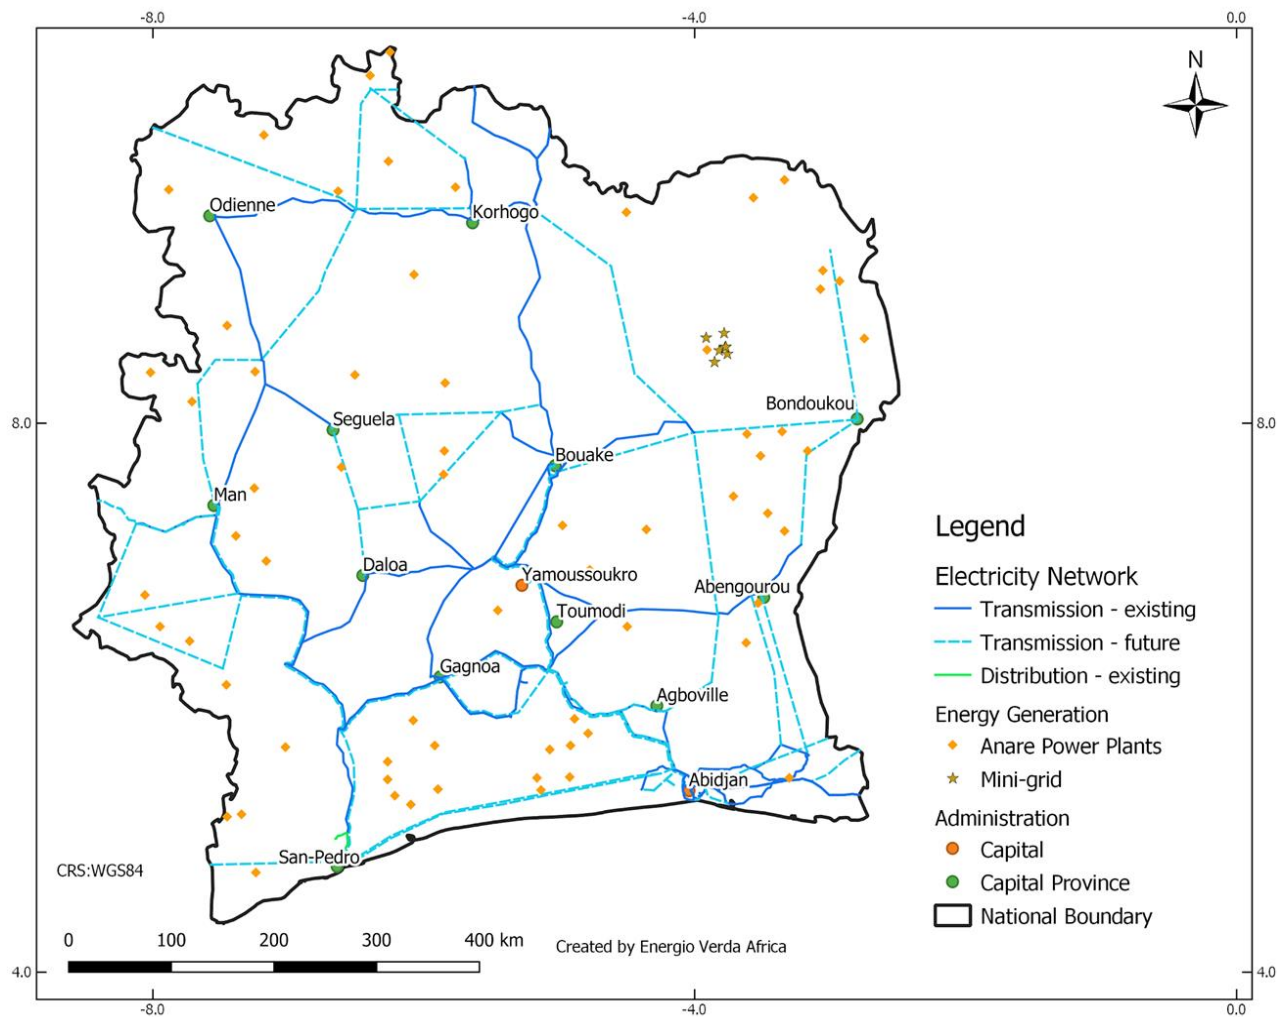 -8.0
-4.0
0.0
N
Odienne
Korhogo
8.0
8.0
Bondoukou
Seguela
Bouake
Man
Daloa
Yamoussoukro
Abengourou
Toumodi
Gagnoa
Agboville
Abidjan
San-Pedro
Legend
Electricity Network
Transmission - existing
Transmission - future
Distribution - existing
Energy Generation
Anare Power Plants
Mini-grid
Administration
Capital
Capital Province
National Boundary
CRS:WGS84
0 100 200 300 400 km
Created by Energio Verda Africa
4.0
4.0
-8.0
-4.0
0.0